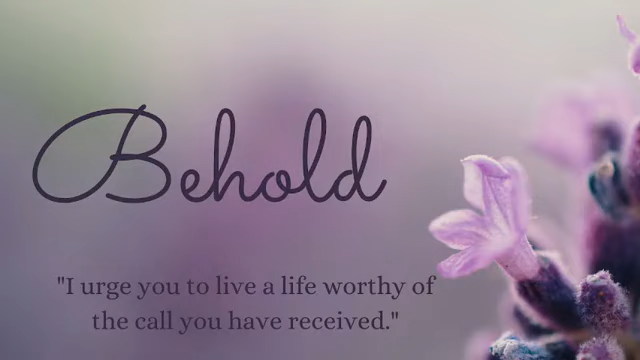 Behold
"I urge you to live a life worthy of
the call you have received."